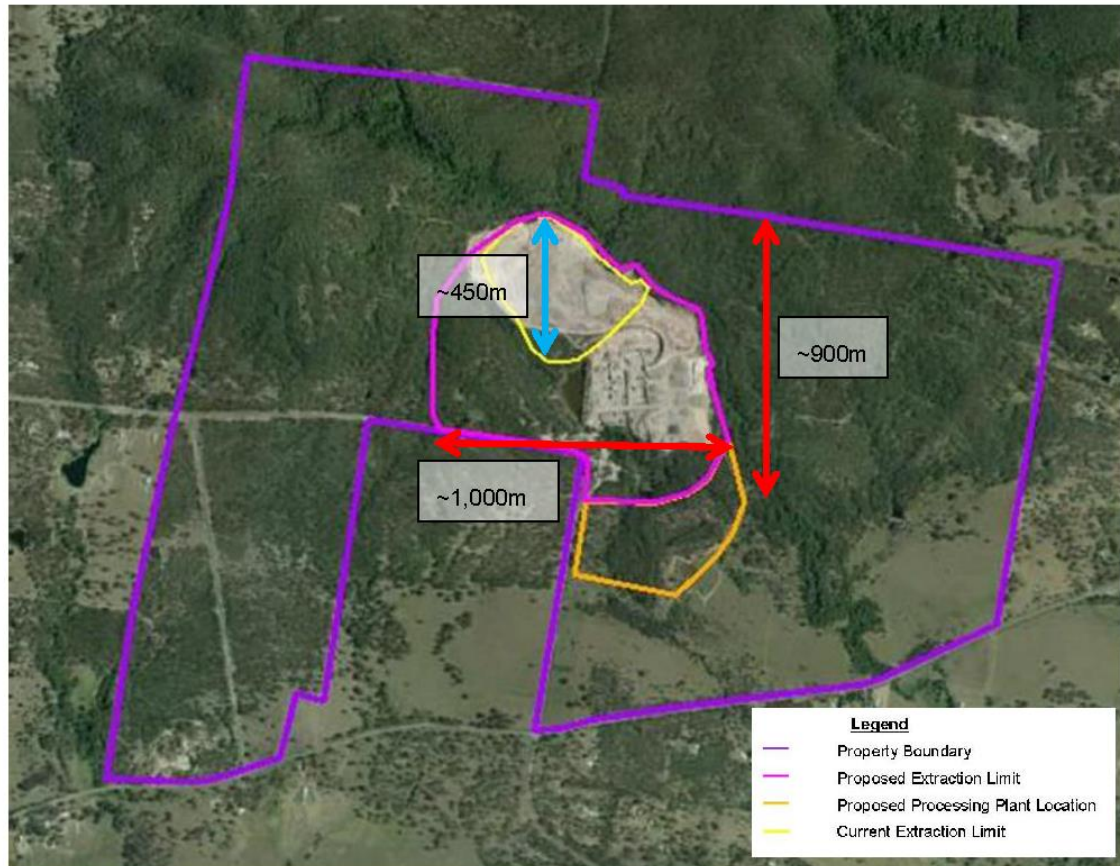 ~450m
~900m
~1,000m
Legend
Property Boundary
Proposed Extraction Limit
Proposed Processing Plant Location
Current Extraction Limit